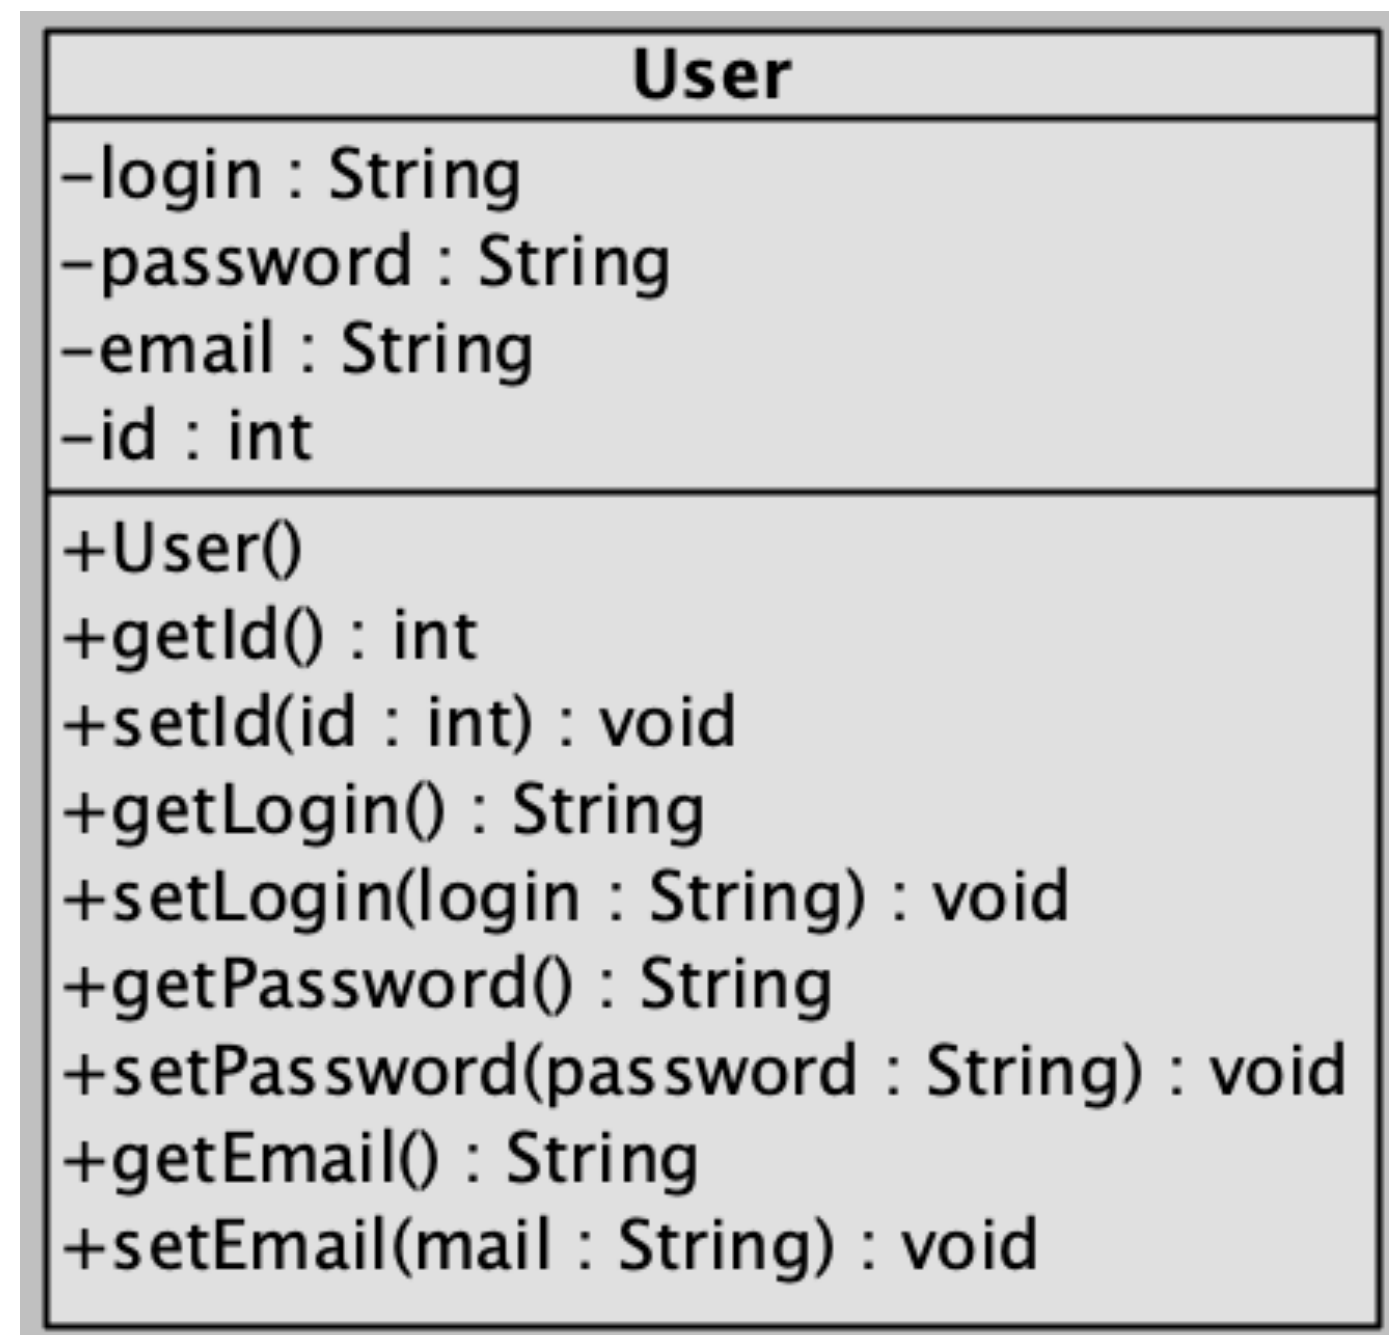 User
-login : String
-password : String
-email : String
-id : int
+User()
+getId() : int
+setId(id : int) : void
+getLogin() : String
+setLogin(login : String) : void
+getPassword() : String
+setPassword(password : String) : void
+getEmail() : String
+setEmail(mail : String) : void